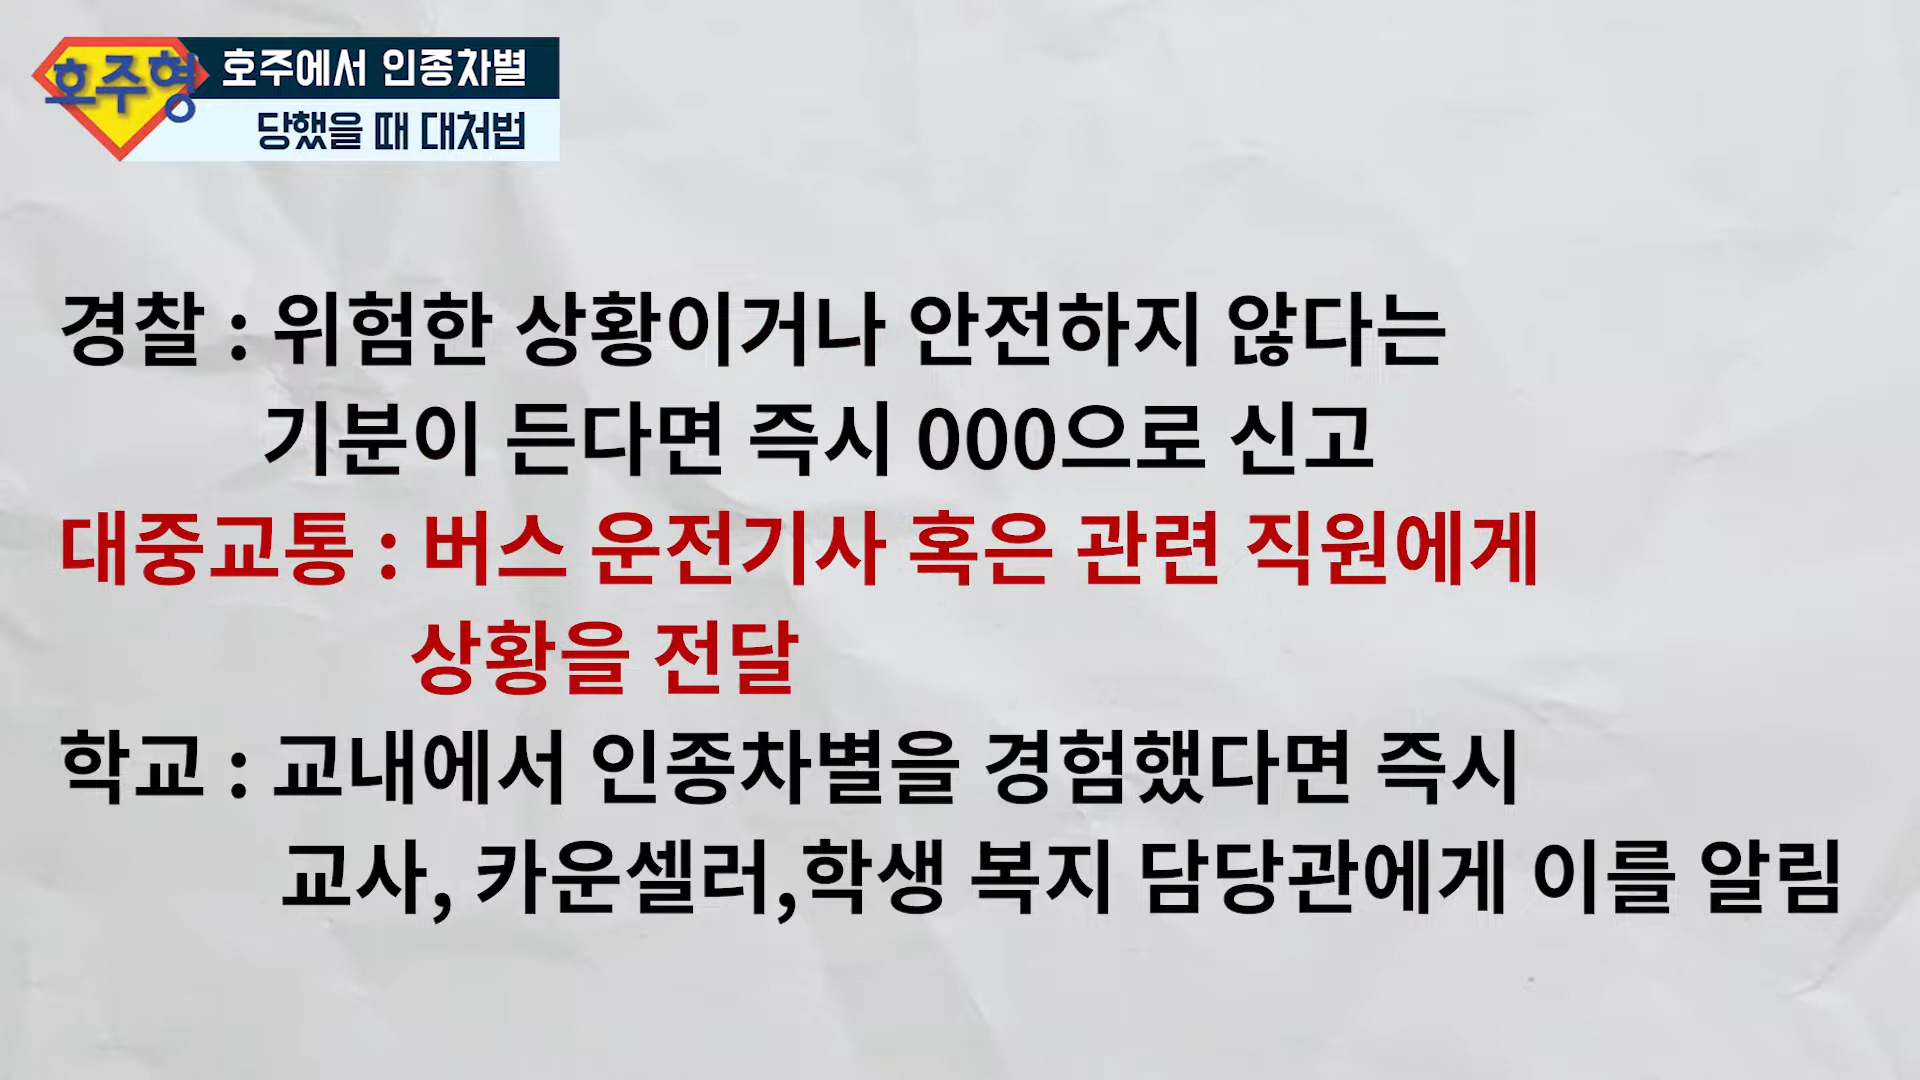 호주형
호주에서 인종차별
당했을 때 대처법
경찰 : 위험한 상황이거나 안전하지 않다는
기분이 든다면 즉시 000으로 신고
대중교통 : 버스 운전기사 혹은 관련 직원에게
상황을 전달
학교 : 교내에서 인종차별을 경험했다면 즉시
교사, 카운셀러,학생 복지 담당관에게 이를 알림